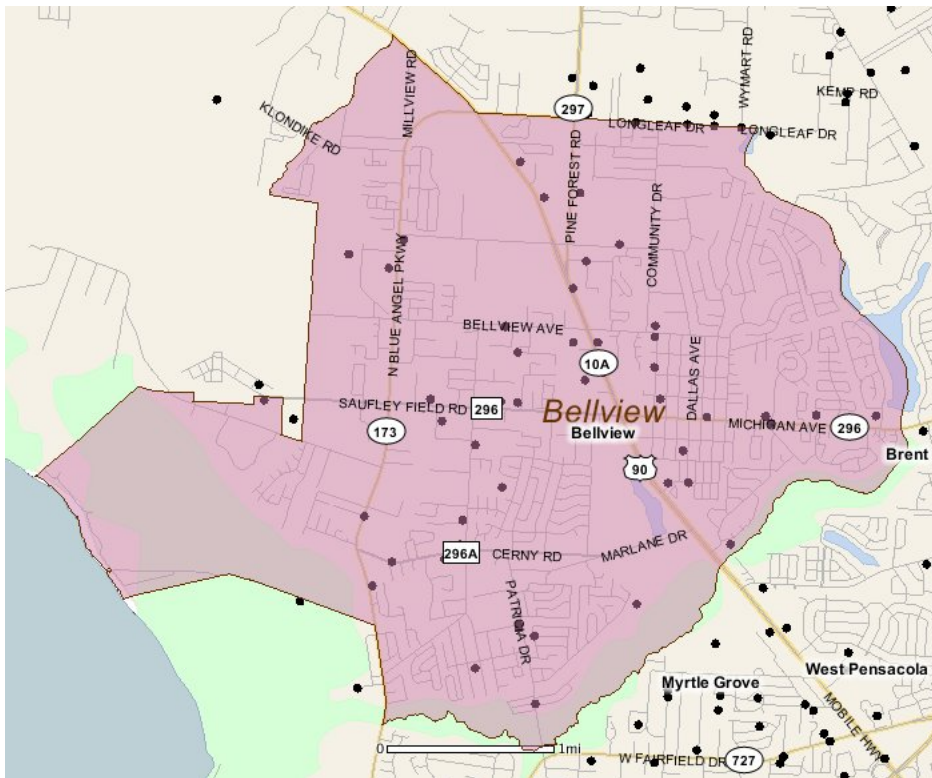 MILLVIEW RD
WYMART RD
KEMP RD
297
KLONDIKE RD
LONGLEAF DR
LONGLEAF DR
PINE FOREST RD
COMMUNITY DR
N BLUE ANGEL PKWY
BELLVIEW AVE
10A
DALLAS AVE
SAUFLEY FIELD RD
296
Bellview
173
Bellview
MICHIGAN AVE
296
Brent
90
296A
CERNY RD
MARLANE DR
PATRICIA DR
West Pensacola
Myrtle Grove
MOBILE HWY
0
1mi
W FAIRFIELD DR
727